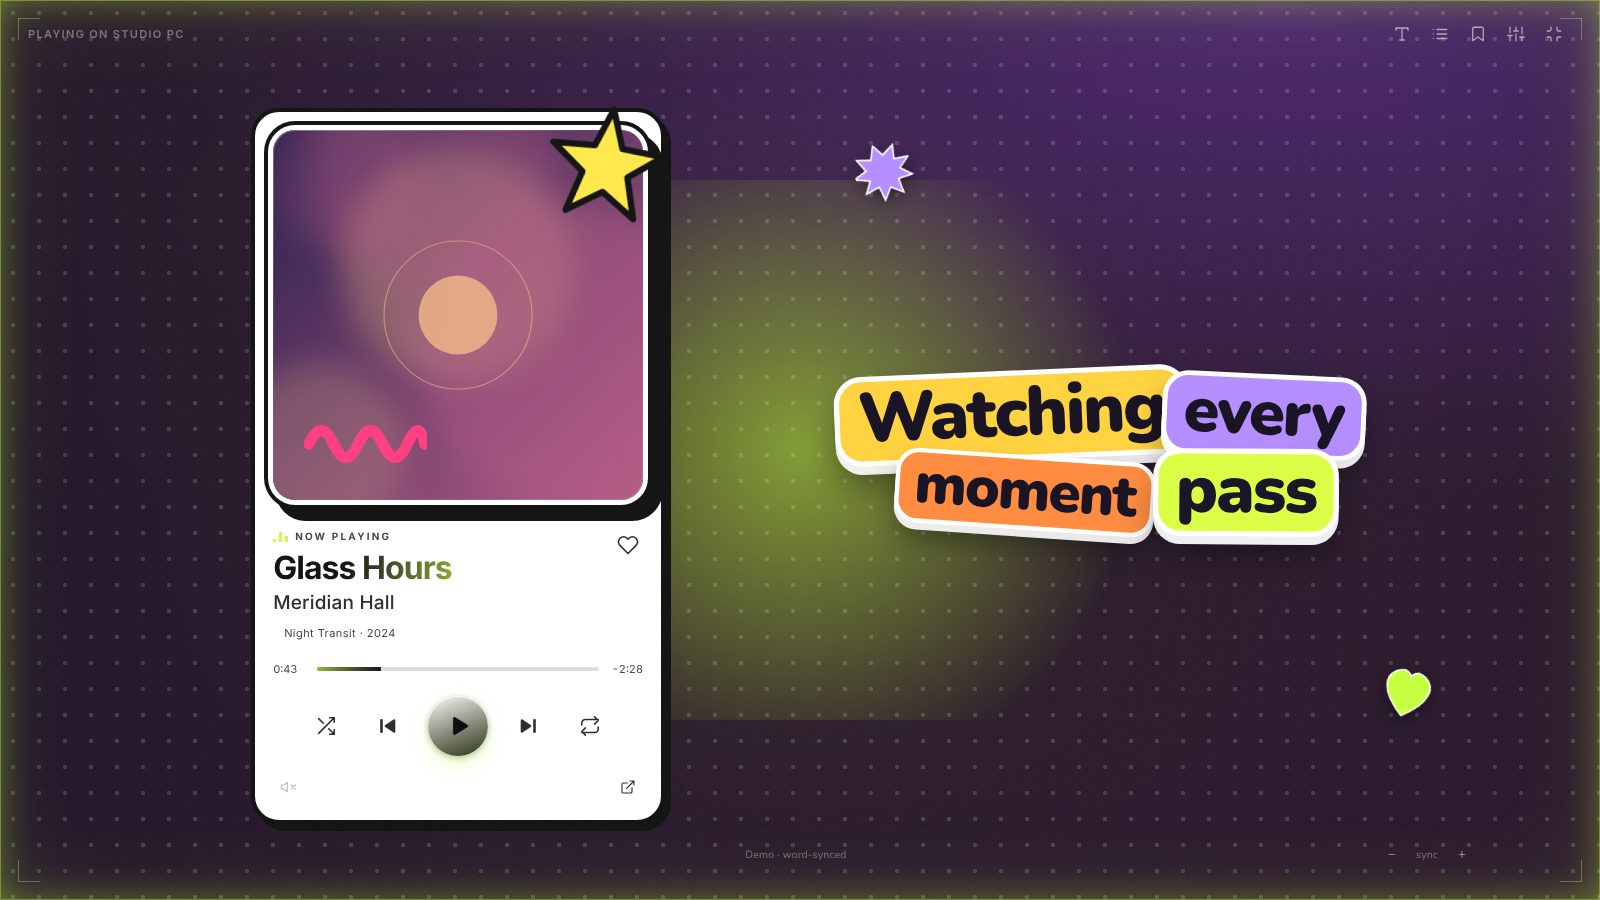 PLAYING ON STUDIO PC
Watching every
moment pass
NOW PLAYING
Glass Hours
Meridian Hall
Night Transit · 2024
0:43 -2:28
Demo · word-synced
− sync +